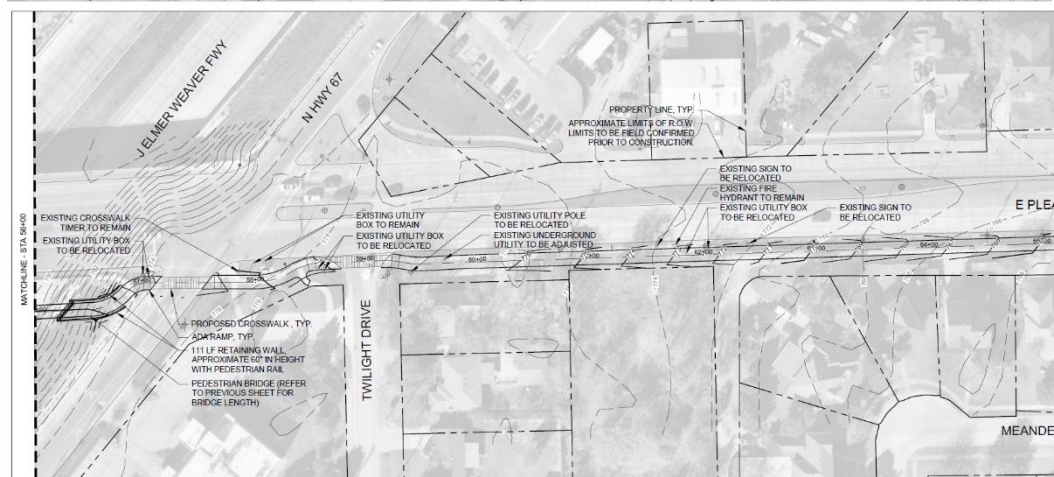 J ELMER WEAVER FWY
N HWY 67
PROPERTY LINE, TYP.
APPROXIMATE LIMITS OF R.O.W.
LIMITS TO BE FIELD CONFIRMED
PRIOR TO CONSTRUCTION.
EXISTING SIGN TO
BE RELOCATED
EXISTING FIRE
HYDRANT TO REMAIN
EXISTING UTILITY BOX
TO BE RELOCATED
EXISTING SIGN TO
BE RELOCATED
E PLEA
MATCHLINE - STA 56+00
EXISTING CROSSWALK
TIMER TO REMAIN
EXISTING UTILITY BOX
TO BE RELOCATED
EXISTING UTILITY
BOX TO REMAIN
EXISTING UTILITY BOX
TO BE RELOCATED
EXISTING UTILITY POLE
TO BE RELOCATED
EXISTING UNDERGROUND
UTILITY TO BE ADJUSTED
57+00
58+00
59+00
60+00
62+00
64+00
PROPOSED CROSSWALK , TYP.
ADA RAMP, TYP.
111 LF RETAINING WALL,
APPROXIMATE 60" IN HEIGHT
WITH PEDESTRIAN RAIL
PEDESTRIAN BRIDGE (REFER
TO PREVIOUS SHEET FOR
BRIDGE LENGTH)
TWILIGHT DRIVE
MEANDE